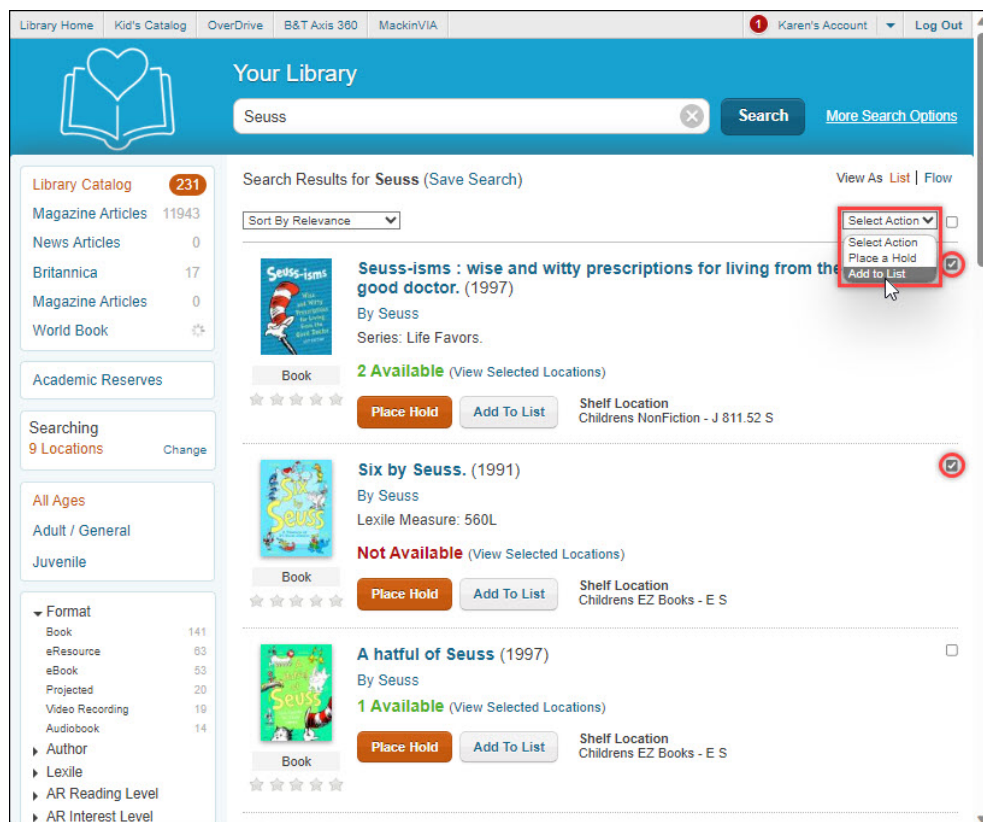 Library Home Kid's Catalog OverDrive B&T Axis 360 MackinVIA 1 Karen's Account Log Out
Your Library
Seuss Search More Search Options
Library Catalog 231
Magazine Articles 11943
News Articles 0
Britannica 17
Magazine Articles 0
World Book
Academic Reserves
Searching
9 Locations Change
All Ages
Adult / General
Juvenile
Format
Book 141
eResource 63
eBook 53
Projected 20
Video Recording 19
Audiobook 14
Author
Lexile
AR Reading Level
AR Interest Level
Search Results for Seuss (Save Search) View As List | Flow
Sort By Relevance Select Action
Select Action
Place a Hold
Add to List
Seuss-isms
Seuss-isms : wise and witty prescriptions for living from the
good doctor. (1997)
By Seuss
Series: Life Favors.
Book
2 Available (View Selected Locations)
Place Hold Add To List
Shelf Location
Childrens NonFiction - J 811.52 S
Six by Seuss
Six by Seuss. (1991)
By Seuss
Lexile Measure: 560L
Book
Not Available (View Selected Locations)
Place Hold Add To List
Shelf Location
Childrens EZ Books - E S
Seuss
A hatful of Seuss (1997)
By Seuss
1 Available (View Selected Locations)
Book
Place Hold Add To List
Shelf Location
Childrens EZ Books - E S